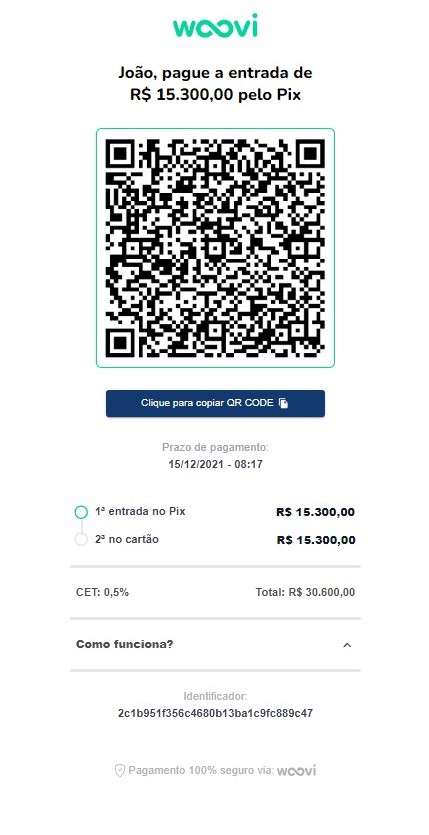 woovi
João, pague a entrada de
R$ 15.300,00 pelo Pix
Clique para copiar QR CODE
Prazo de pagamento:
15/12/2021 - 08:17
1ª entrada no Pix R$ 15.300,00
2ª no cartão R$ 15.300,00
CET: 0,5% Total: R$ 30.600,00
Como funciona?
Identificador:
2c1b951f356c4680b13ba1c9fc889c47
Pagamento 100% seguro via: woovi